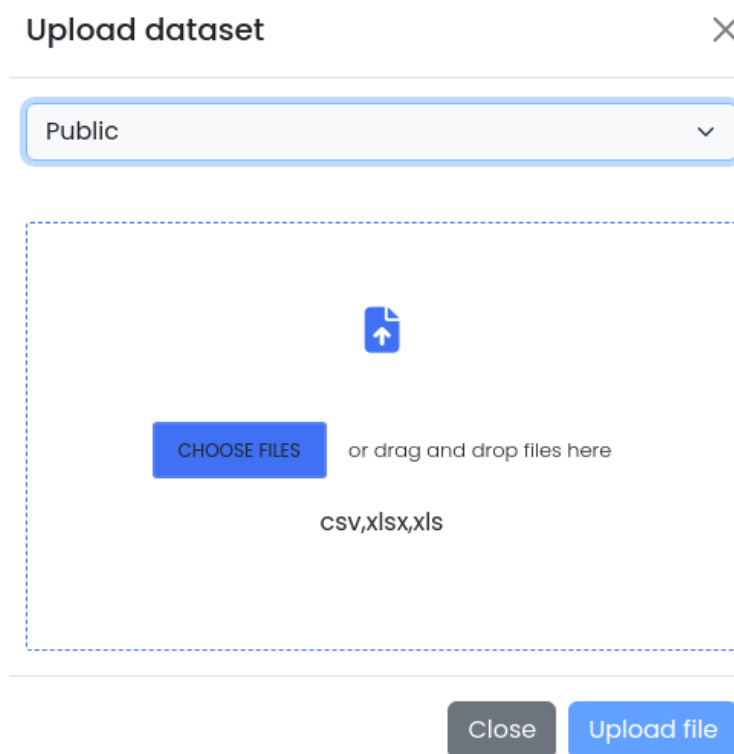 Upload dataset
Public
CHOOSE FILES or drag and drop files here
csv,xlsx,xls
Close Upload file